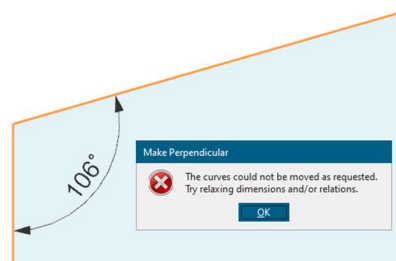 106°
Make Perpendicular
The curves could not be moved as requested.
Try relaxing dimensions and/or relations.
OK